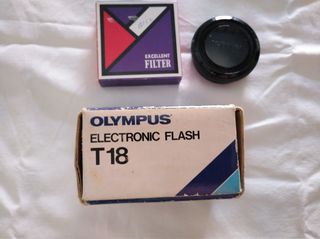 EXCELLENT
FILTER
OLYMPUS
ELECTRONIC FLASH
T18